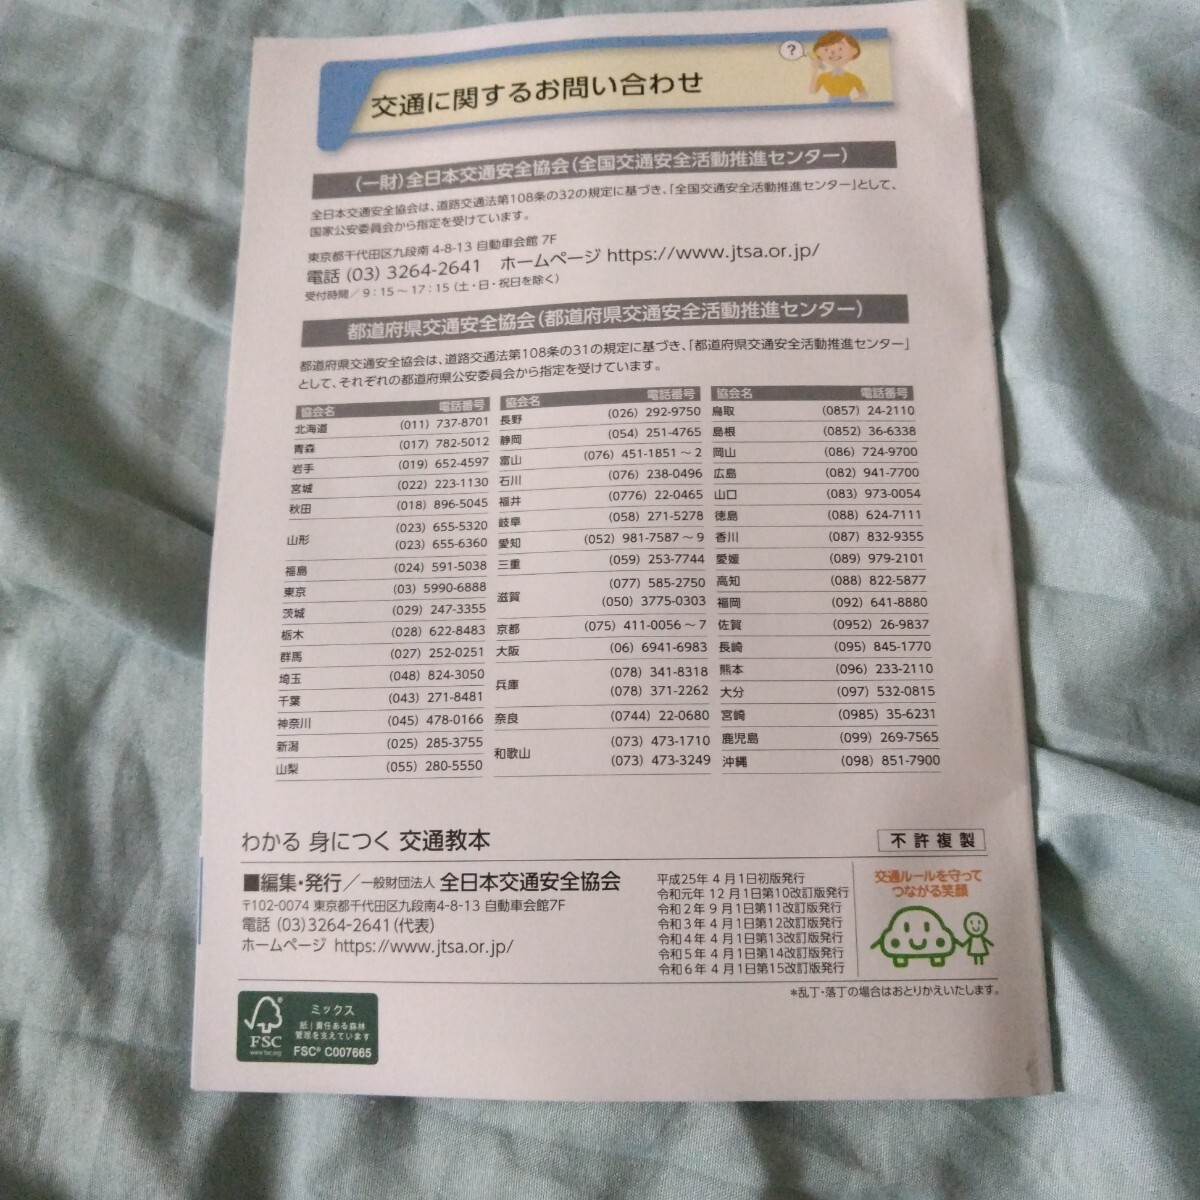 ?
交通に関するお問い合わせ
(一財)全日本交通安全協会(全国交通安全活動推進センター)
全日本交通安全協会は、道路交通法第108条の32の規定に基づき、「全国交通安全活動推進センター」として、
国家公安委員会から指定を受けています。
東京都千代田区九段南 4-8-13 自動車会館 7F
電話 (03) 3264-2641 ホームページ https://www.jtsa.or.jp/
受付時間／9：15～17：15 (土・日・祝日を除く)
都道府県交通安全協会(都道府県交通安全活動推進センター)
都道府県交通安全協会は、道路交通法第108条の31の規定に基づき、「都道府県交通安全活動推進センター」
として、それぞれの都道府県公安委員会から指定を受けています。
協会名 電話番号
北海道 (011) 737-8701
青森 (017) 782-5012
岩手 (019) 652-4597
宮城 (022) 223-1130
秋田 (018) 896-5045
山形 (023) 655-5320
(023) 655-6360
福島 (024) 591-5038
東京 (03) 5990-6888
茨城 (029) 247-3355
栃木 (028) 622-8483
群馬 (027) 252-0251
埼玉 (048) 824-3050
千葉 (043) 271-8481
神奈川 (045) 478-0166
新潟 (025) 285-3755
山梨 (055) 280-5550
協会名 電話番号
長野 (026) 292-9750
静岡 (054) 251-4765
富山 (076) 451-1851～2
石川 (076) 238-0496
福井 (0776) 22-0465
岐阜 (058) 271-5278
愛知 (052) 981-7587～9
三重 (059) 253-7744
滋賀 (077) 585-2750
(050) 3775-0303
京都 (075) 411-0056～7
大阪 (06) 6941-6983
兵庫 (078) 341-8318
(078) 371-2262
奈良 (0744) 22-0680
和歌山 (073) 473-1710
(073) 473-3249
協会名 電話番号
鳥取 (0857) 24-2110
島根 (0852) 36-6338
岡山 (086) 724-9700
広島 (082) 941-7700
山口 (083) 973-0054
徳島 (088) 624-7111
香川 (087) 832-9355
愛媛 (089) 979-2101
高知 (088) 822-5877
福岡 (092) 641-8880
佐賀 (0952) 26-9837
長崎 (095) 845-1770
熊本 (096) 233-2110
大分 (097) 532-0815
宮崎 (0985) 35-6231
鹿児島 (099) 269-7565
沖縄 (098) 851-7900
わかる 身につく 交通教本
不許複製
■編集・発行／一般財団法人 全日本交通安全協会
〒102-0074 東京都千代田区九段南4-8-13 自動車会館7F
電話 (03)3264-2641(代表)
ホームページ https://www.jtsa.or.jp/
平成25年 4月1日初版発行
令和元年 12月1日第10改訂版発行
令和2年 9月1日第11改訂版発行
令和3年 4月1日第12改訂版発行
令和4年 4月1日第13改訂版発行
令和5年 4月1日第14改訂版発行
令和6年 4月1日第15改訂版発行
交通ルールを守って
つながる笑顔
*乱丁・落丁の場合はおとりかえいたします。
FSC
www.fsc.org
ミックス
紙｜責任ある森林
管理を支えています
FSC® C007665